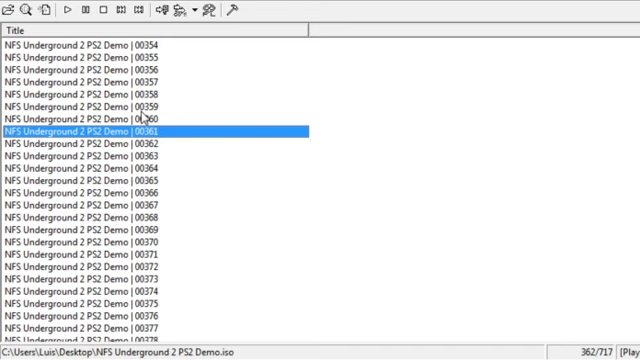 Title
NFS Underground 2 PS2 Demo | 00354
NFS Underground 2 PS2 Demo | 00355
NFS Underground 2 PS2 Demo | 00356
NFS Underground 2 PS2 Demo | 00357
NFS Underground 2 PS2 Demo | 00358
NFS Underground 2 PS2 Demo | 00359
NFS Underground 2 PS2 Demo | 00360
NFS Underground 2 PS2 Demo | 00361
NFS Underground 2 PS2 Demo | 00362
NFS Underground 2 PS2 Demo | 00363
NFS Underground 2 PS2 Demo | 00364
NFS Underground 2 PS2 Demo | 00365
NFS Underground 2 PS2 Demo | 00366
NFS Underground 2 PS2 Demo | 00367
NFS Underground 2 PS2 Demo | 00368
NFS Underground 2 PS2 Demo | 00369
NFS Underground 2 PS2 Demo | 00370
NFS Underground 2 PS2 Demo | 00371
NFS Underground 2 PS2 Demo | 00372
NFS Underground 2 PS2 Demo | 00373
NFS Underground 2 PS2 Demo | 00374
NFS Underground 2 PS2 Demo | 00375
NFS Underground 2 PS2 Demo | 00376
NFS Underground 2 PS2 Demo | 00377
NFS Underground 2 PS2 Demo | 00378
C:\Users\Luis\Desktop\NFS Underground 2 PS2 Demo.iso 362/717 [Play